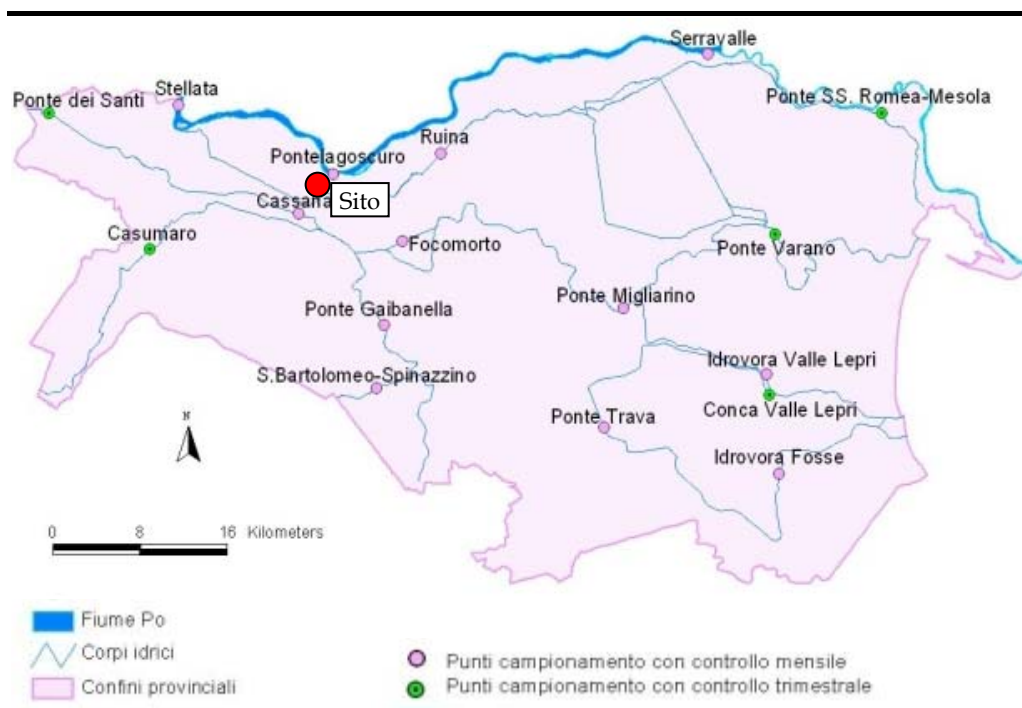 Serravalle
Stellata
Ponte dei Santi
Ponte SS. Romea-Mesola
Ruina
Pontelagoscuro
Sito
Cassana
Casumaro
Focomorto
Ponte Varano
Ponte Migliarino
Ponte Gaibanella
Idrovora Valle Lepri
S.Bartolomeo-Spinazzino
Conca Valle Lepri
Ponte Trava
N
Idrovora Fosse
0 8 16 Kilometers
Fiume Po
Corpi idrici
Confini provinciali
Punti campionamento con controllo mensile
Punti campionamento con controllo trimestrale